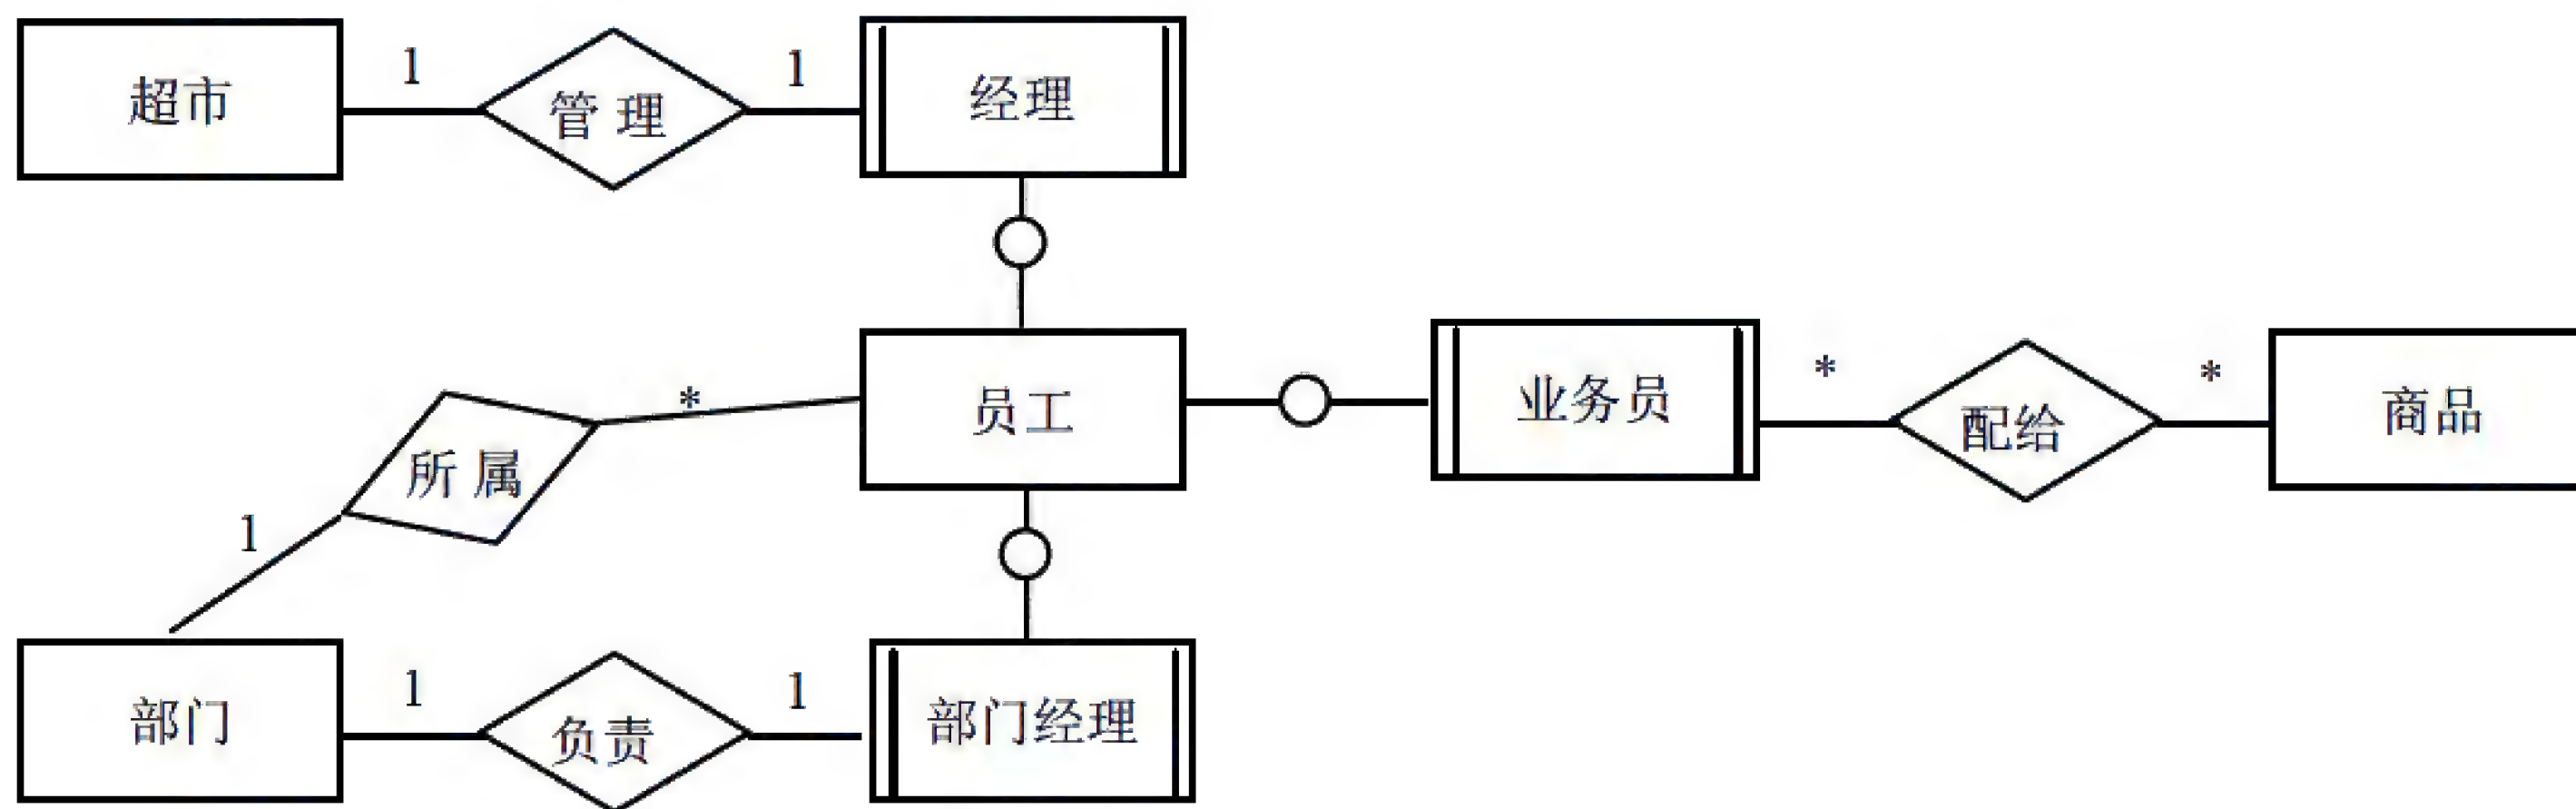 超市
1
管理
1
经理
员工
*
所属
1
业务员
*
配给
*
商品
部门
1
负责
1
部门经理